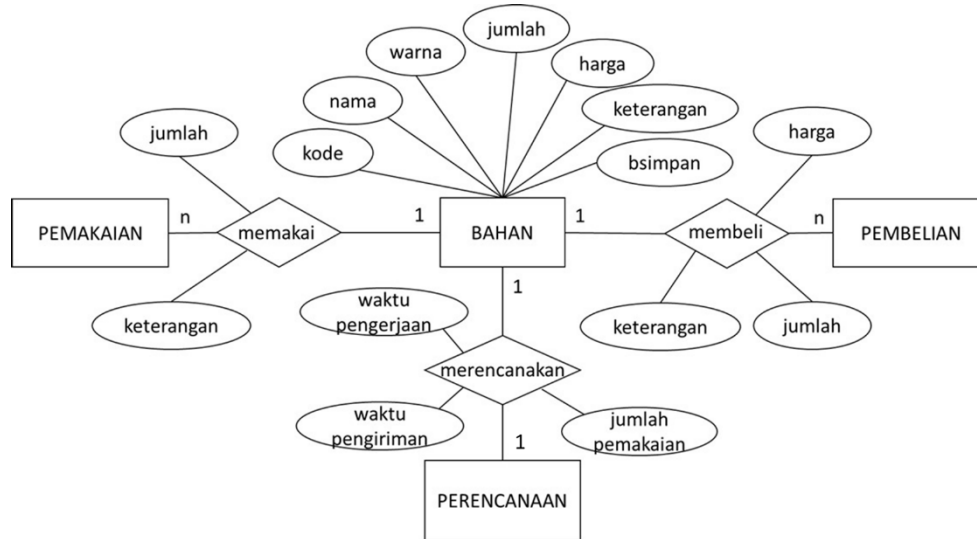 jumlah
warna
harga
nama
keterangan
jumlah
harga
kode
bsimpan
n
1
1
n
PEMAKAIAN
memakai
BAHAN
membeli
PEMBELIAN
1
waktu
pengerjaan
keterangan
keterangan
jumlah
merencanakan
waktu
pengiriman
jumlah
pemakaian
1
PERENCANAAN